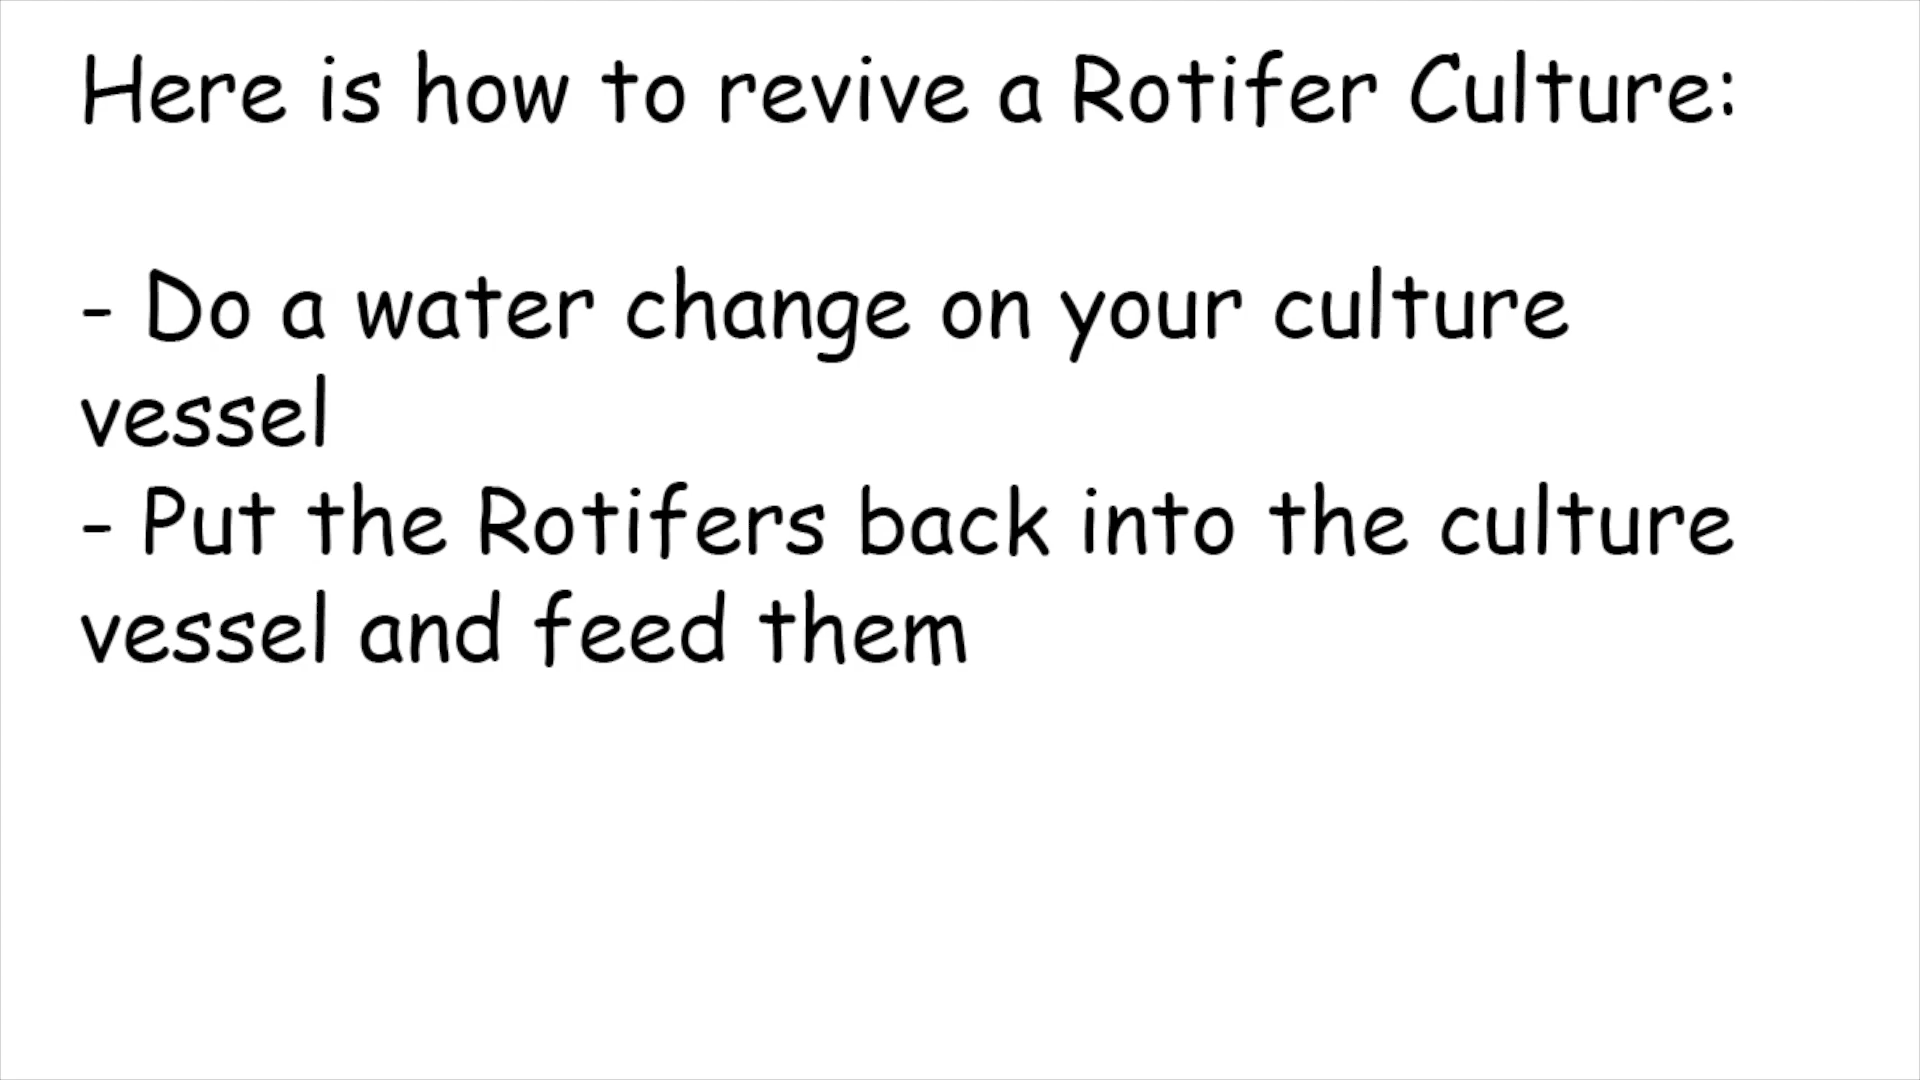 Here is how to revive a Rotifer Culture:
- Do a water change on your culture
vessel
- Put the Rotifers back into the culture
vessel and feed them